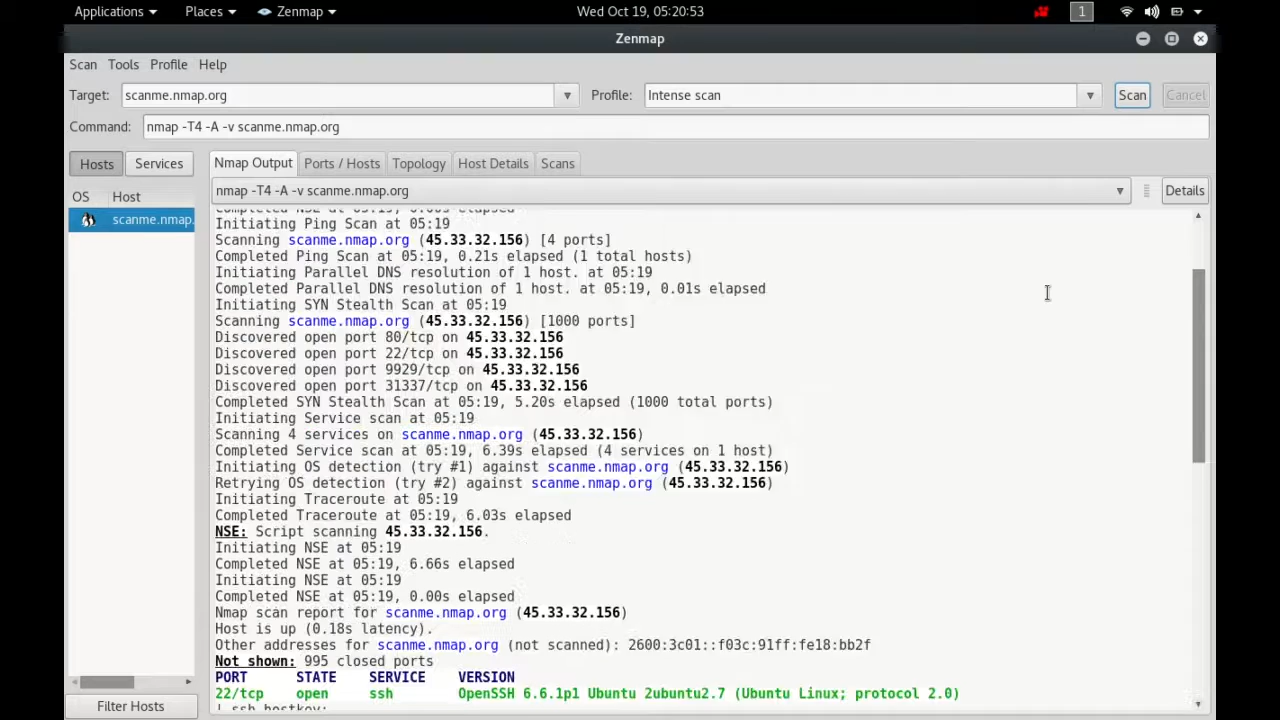 Applications Places Zenmap Wed Oct 19, 05:20:53 1
Zenmap
Scan Tools Profile Help
Target: scanme.nmap.org Profile: Intense scan Scan Cancel
Command: nmap -T4 -A -v scanme.nmap.org
Hosts Services Nmap Output Ports / Hosts Topology Host Details Scans
nmap -T4 -A -v scanme.nmap.org Details
OS Host
scanme.nmap.
Completed NSE at 05:19, 0.00s elapsed
Initiating Ping Scan at 05:19
Scanning scanme.nmap.org (45.33.32.156) [4 ports]
Completed Ping Scan at 05:19, 0.21s elapsed (1 total hosts)
Initiating Parallel DNS resolution of 1 host. at 05:19
Completed Parallel DNS resolution of 1 host. at 05:19, 0.01s elapsed
Initiating SYN Stealth Scan at 05:19
Scanning scanme.nmap.org (45.33.32.156) [1000 ports]
Discovered open port 80/tcp on 45.33.32.156
Discovered open port 22/tcp on 45.33.32.156
Discovered open port 9929/tcp on 45.33.32.156
Discovered open port 31337/tcp on 45.33.32.156
Completed SYN Stealth Scan at 05:19, 5.20s elapsed (1000 total ports)
Initiating Service scan at 05:19
Scanning 4 services on scanme.nmap.org (45.33.32.156)
Completed Service scan at 05:19, 6.39s elapsed (4 services on 1 host)
Initiating OS detection (try #1) against scanme.nmap.org (45.33.32.156)
Retrying OS detection (try #2) against scanme.nmap.org (45.33.32.156)
Initiating Traceroute at 05:19
Completed Traceroute at 05:19, 6.03s elapsed
NSE: Script scanning 45.33.32.156.
Initiating NSE at 05:19
Completed NSE at 05:19, 6.66s elapsed
Initiating NSE at 05:19
Completed NSE at 05:19, 0.00s elapsed
Nmap scan report for scanme.nmap.org (45.33.32.156)
Host is up (0.18s latency).
Other addresses for scanme.nmap.org (not scanned): 2600:3c01::f03c:91ff:fe18:bb2f
Not shown: 995 closed ports
PORT STATE SERVICE VERSION
22/tcp open ssh OpenSSH 6.6.1p1 Ubuntu 2ubuntu2.7 (Ubuntu Linux; protocol 2.0)
| ssh-hostkey:
Filter Hosts